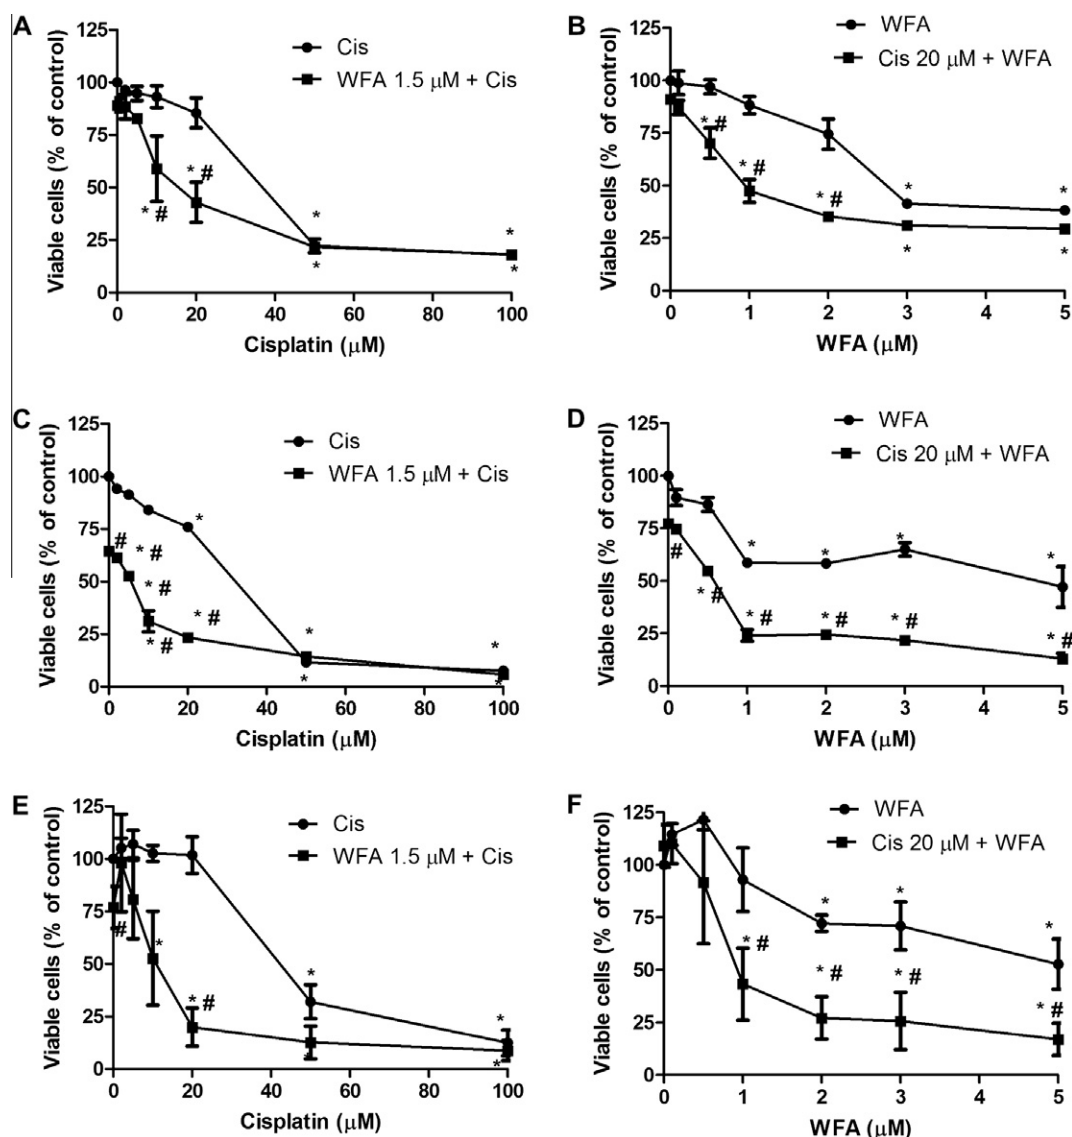 A
Cis
WFA 1.5 μM + Cis
Viable cells (% of control)
125
100
75
50
25
0
* #
* #
*
*
*
*
0 20 40 60 80 100
Cisplatin (μM)
B
WFA
Cis 20 μM + WFA
Viable cells (% of control)
125
100
75
50
25
0
* #
* #
* #
*
*
*
*
0 1 2 3 4 5
WFA (μM)
C
Cis
WFA 1.5 μM + Cis
Viable cells (% of control)
125
100
75
50
25
0
*
# * #
* #
* #
* #
*
*
*
*
0 20 40 60 80 100
Cisplatin (μM)
D
WFA
Cis 20 μM + WFA
Viable cells (% of control)
125
100
75
50
25
0
* * * *
#
* #
* # * # * # * #
0 1 2 3 4 5
WFA (μM)
E
Cis
WFA 1.5 μM + Cis
Viable cells (% of control)
125
100
75
50
25
0
#
*
* #
*
*
*
*
0 20 40 60 80 100
Cisplatin (μM)
F
WFA
Cis 20 μM + WFA
Viable cells (% of control)
125
100
75
50
25
0
* * *
* # * # * # * #
0 1 2 3 4 5
WFA (μM)